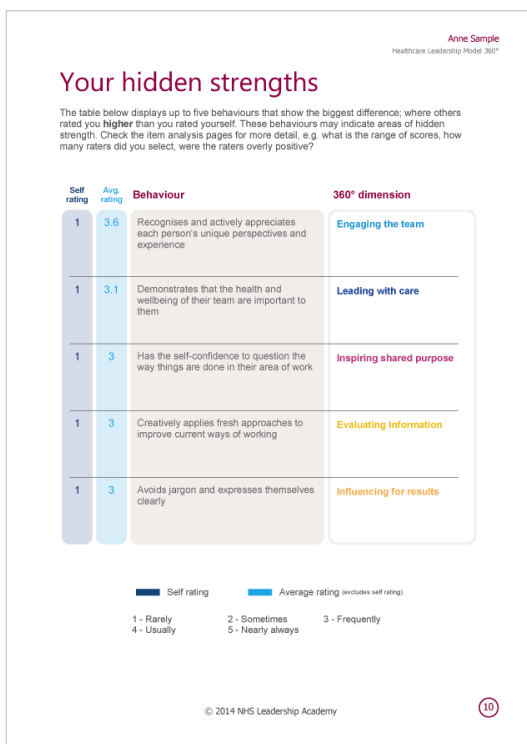 Anne Sample
Healthcare Leadership Model 360°
Your hidden strengths
The table below displays up to five behaviours that show the biggest difference; where others
rated you higher than you rated yourself. These behaviours may indicate areas of hidden
strength. Check the item analysis pages for more detail, e.g. what is the range of scores, how
many raters did you select, were the raters overly positive?
Self rating Avg. rating Behaviour 360° dimension
1 3.6 Recognises and actively appreciates
each person's unique perspectives and
experience
Engaging the team
1 3.1 Demonstrates that the health and
wellbeing of their team are important to
them
Leading with care
1 3 Has the self-confidence to question the
way things are done in their area of work
Inspiring shared purpose
1 3 Creatively applies fresh approaches to
improve current ways of working
Evaluating information
1 3 Avoids jargon and expresses themselves
clearly
Influencing for results
Self rating Average rating (excludes self rating)
1 - Rarely 2 - Sometimes 3 - Frequently
4 - Usually 5 - Nearly always
© 2014 NHS Leadership Academy
10